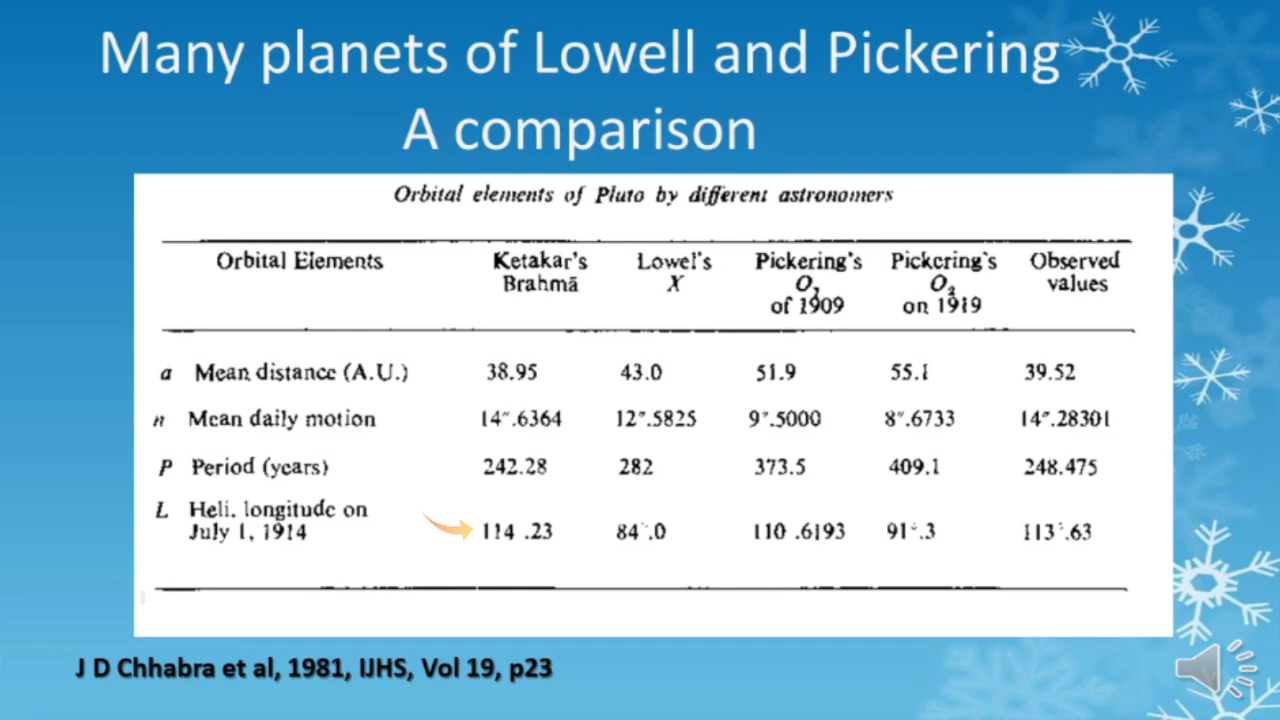 Many planets of Lowell and Pickering
A comparison
Orbital elements of Pluto by different astronomers
Orbital Elements Ketakar's Lowel's Pickering's Pickering's Observed
Brahmā X O₁ O₂ values
of 1909 on 1919
a Mean distance (A.U.) 38.95 43.0 51.9 55.1 39.52
n Mean daily motion 14″.6364 12″.5825 9″.5000 8″.6733 14″.28301
P Period (years) 242.28 282 373.5 409.1 248.475
L Heli. longitude on
July 1, 1914 114 .23 84°.0 110 .6193 91°.3 113°.63
J D Chhabra et al, 1981, IJHS, Vol 19, p23